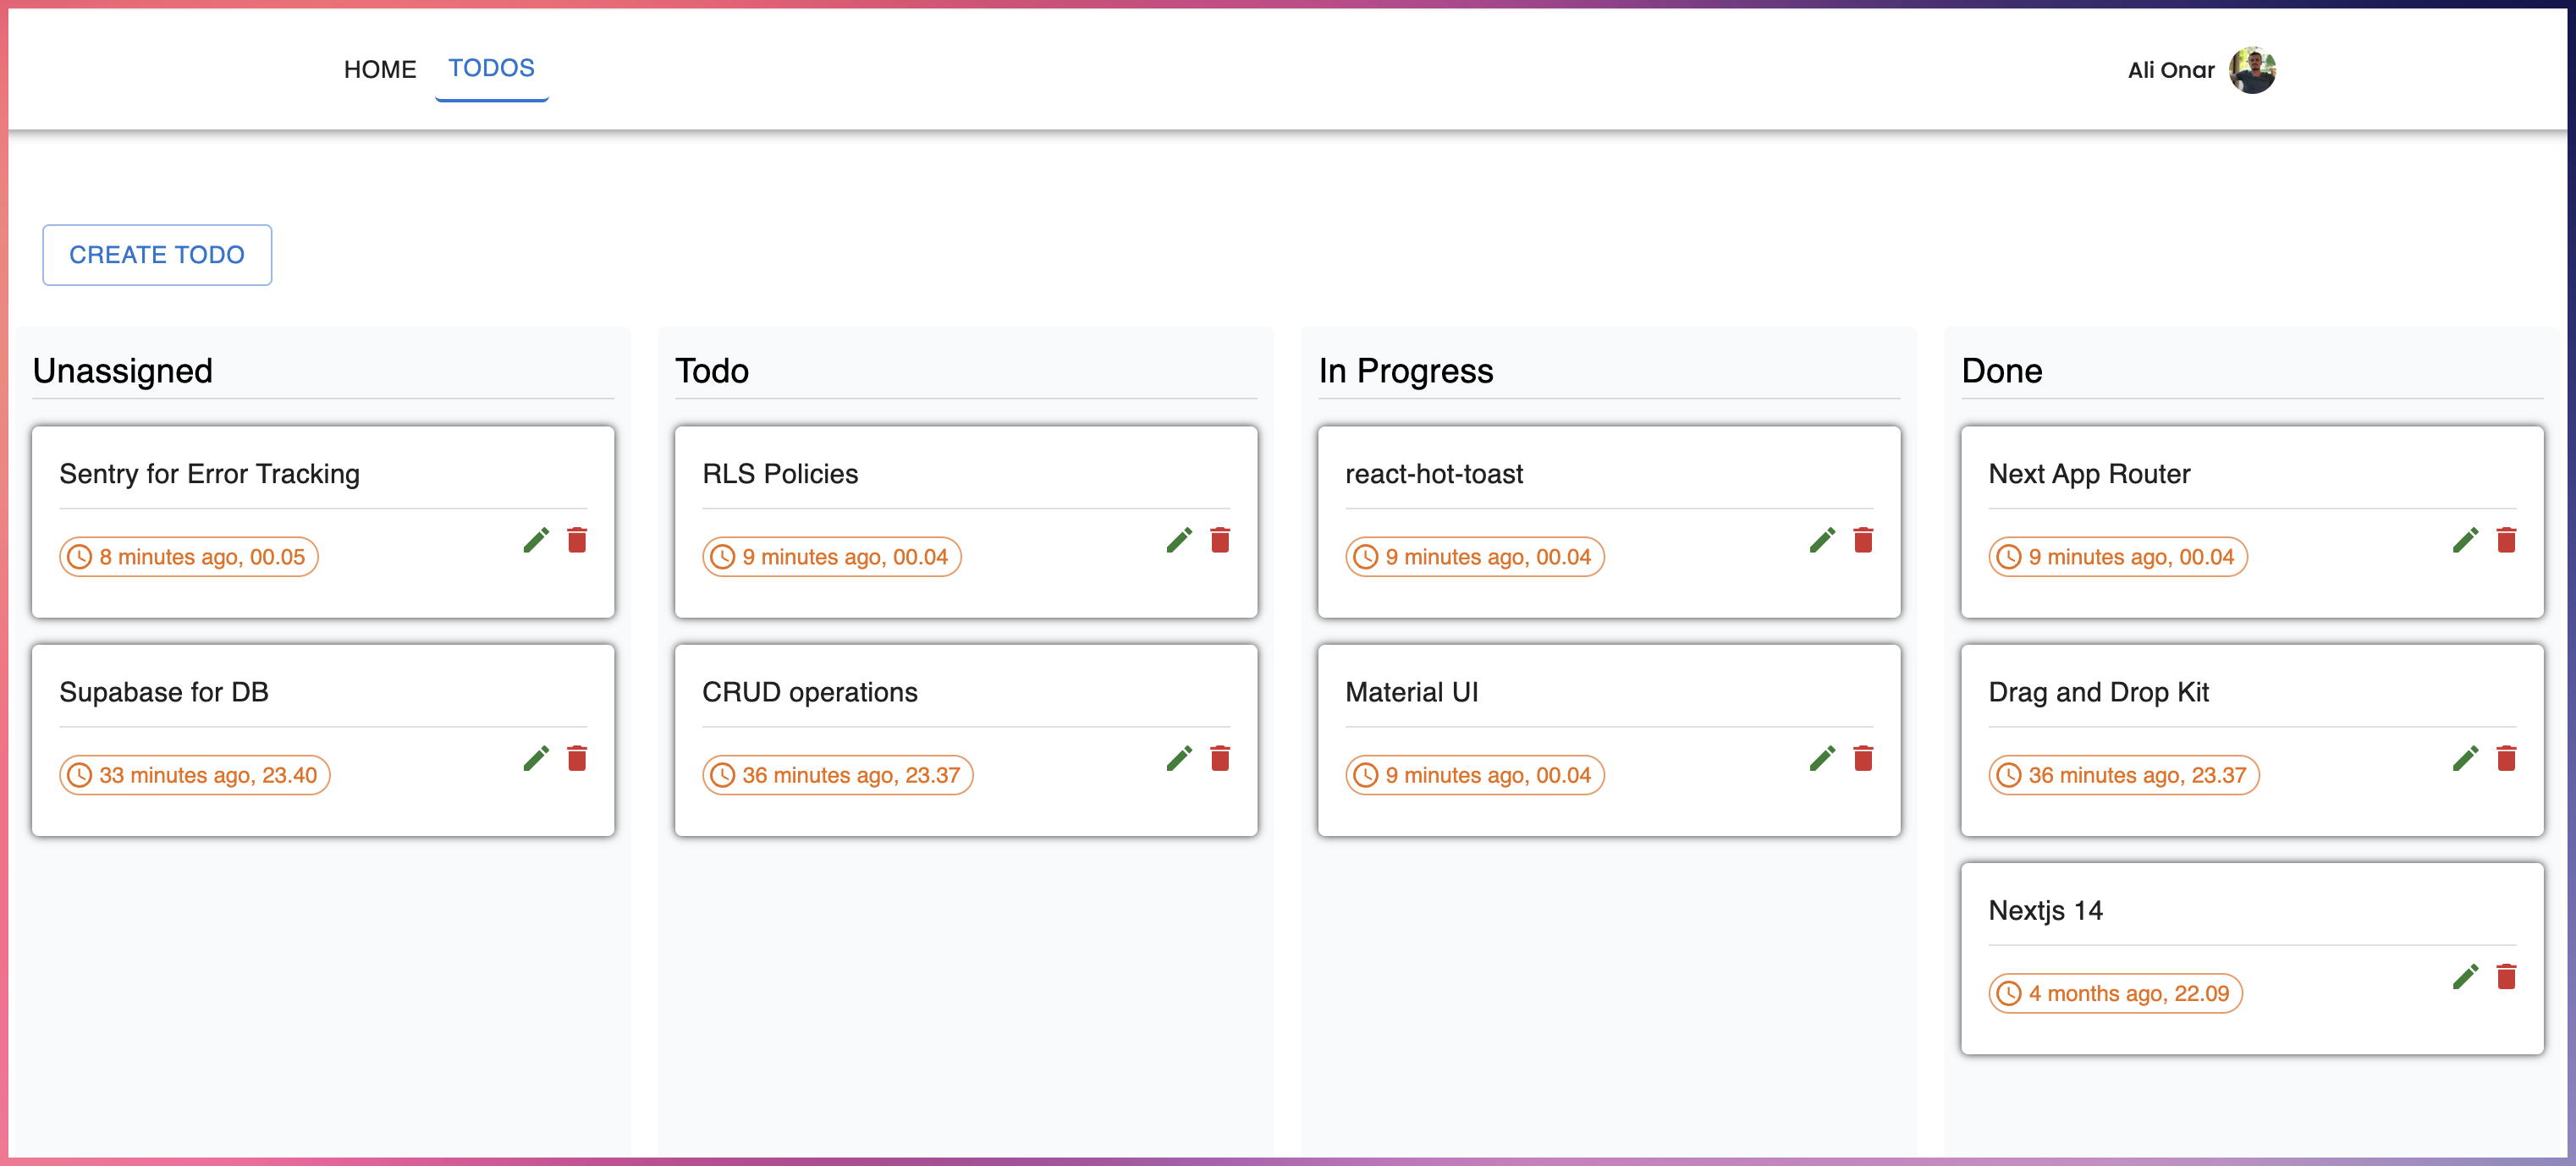 HOME TODOS Ali Onar
CREATE TODO
Unassigned
Sentry for Error Tracking
8 minutes ago, 00.05
Supabase for DB
33 minutes ago, 23.40
Todo
RLS Policies
9 minutes ago, 00.04
CRUD operations
36 minutes ago, 23.37
In Progress
react-hot-toast
9 minutes ago, 00.04
Material UI
9 minutes ago, 00.04
Done
Next App Router
9 minutes ago, 00.04
Drag and Drop Kit
36 minutes ago, 23.37
Nextjs 14
4 months ago, 22.09